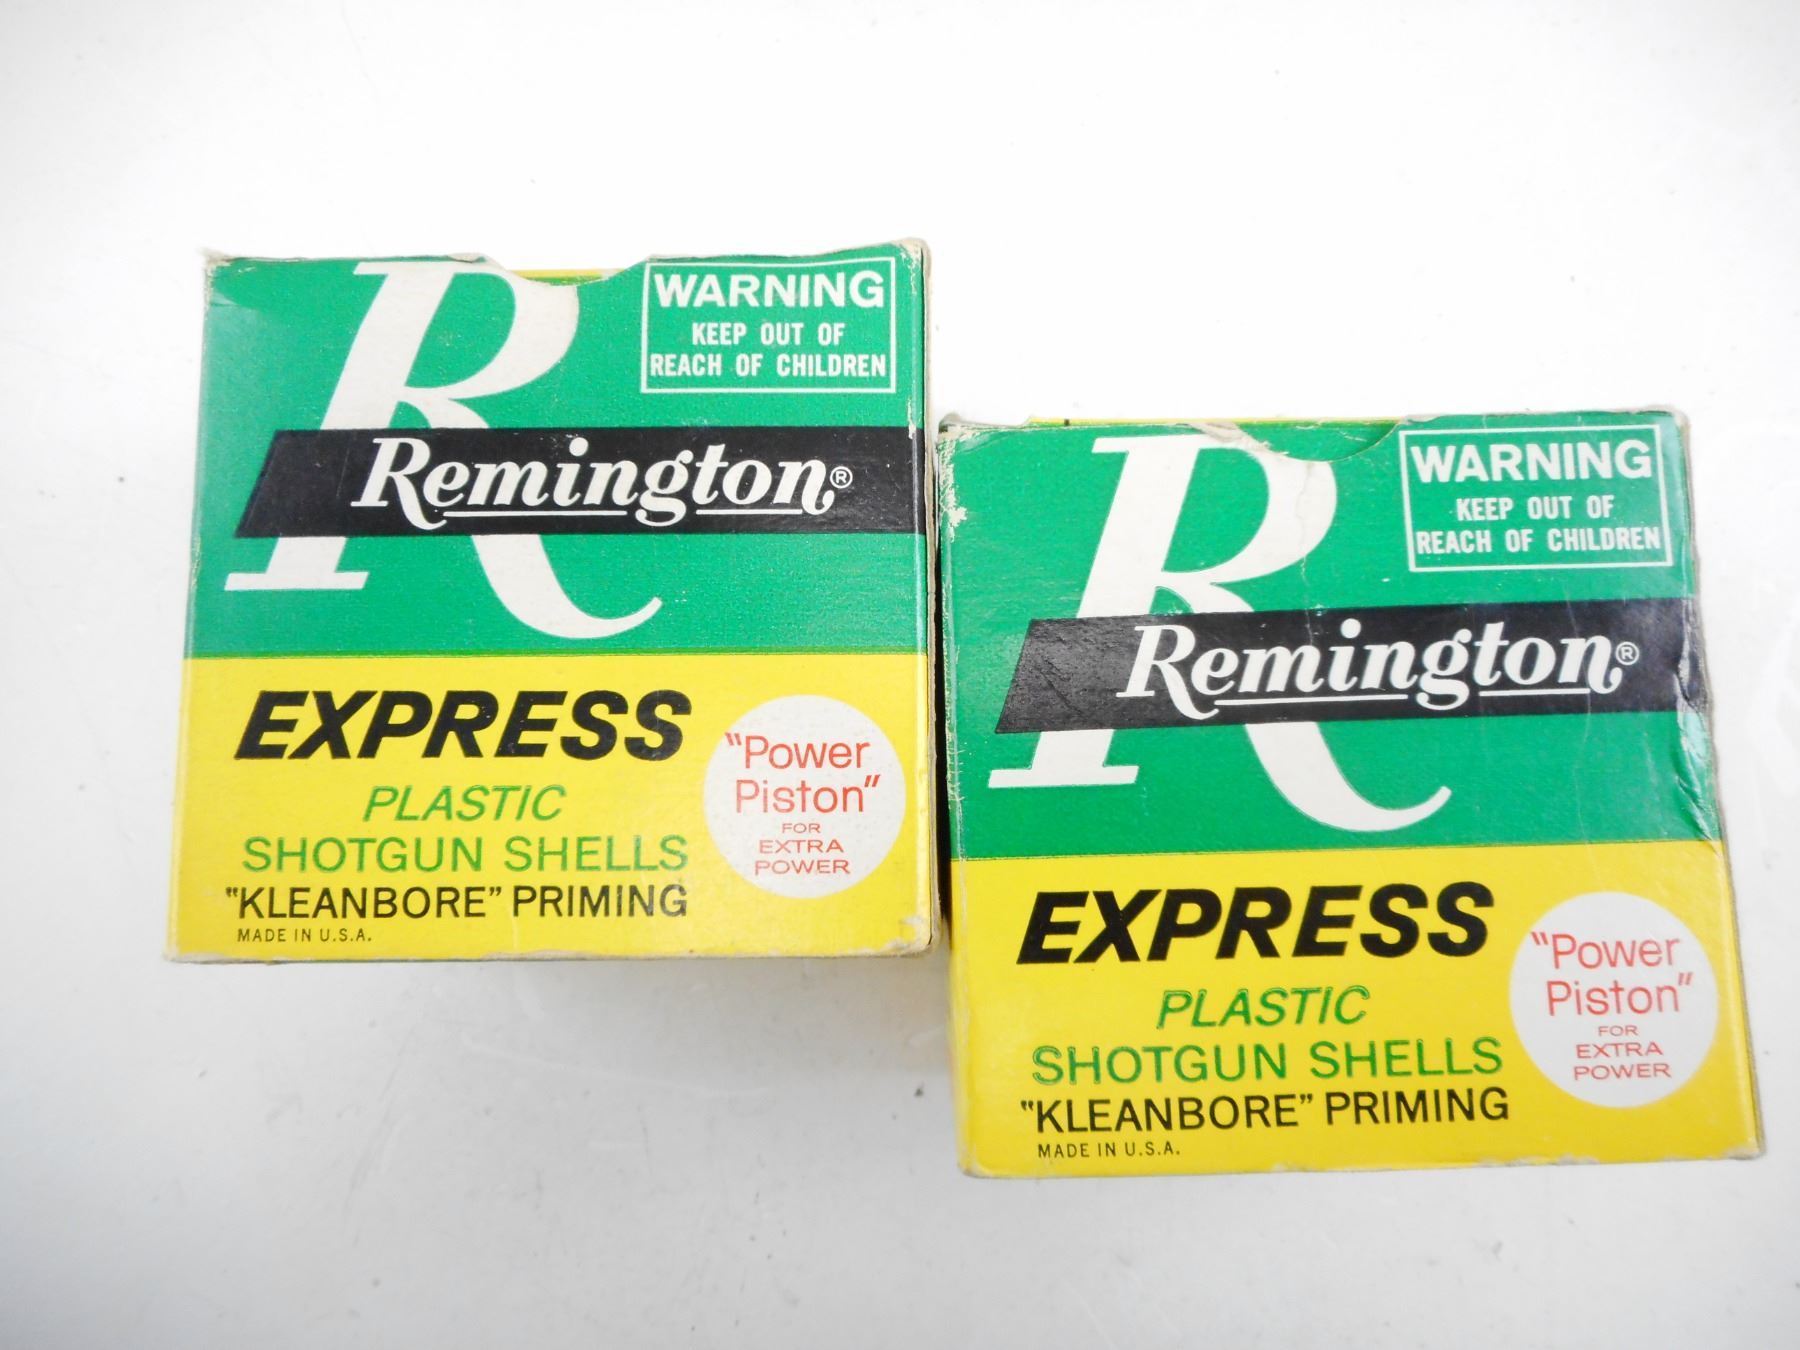 WARNING
KEEP OUT OF
REACH OF CHILDREN
R
Remington®
EXPRESS
PLASTIC
SHOTGUN SHELLS
"KLEANBORE" PRIMING
MADE IN U.S.A.
"Power
Piston"
FOR
EXTRA
POWER
WARNING
KEEP OUT OF
REACH OF CHILDREN
R
Remington®
EXPRESS
PLASTIC
SHOTGUN SHELLS
"KLEANBORE" PRIMING
MADE IN U.S.A.
"Power
Piston"
FOR
EXTRA
POWER